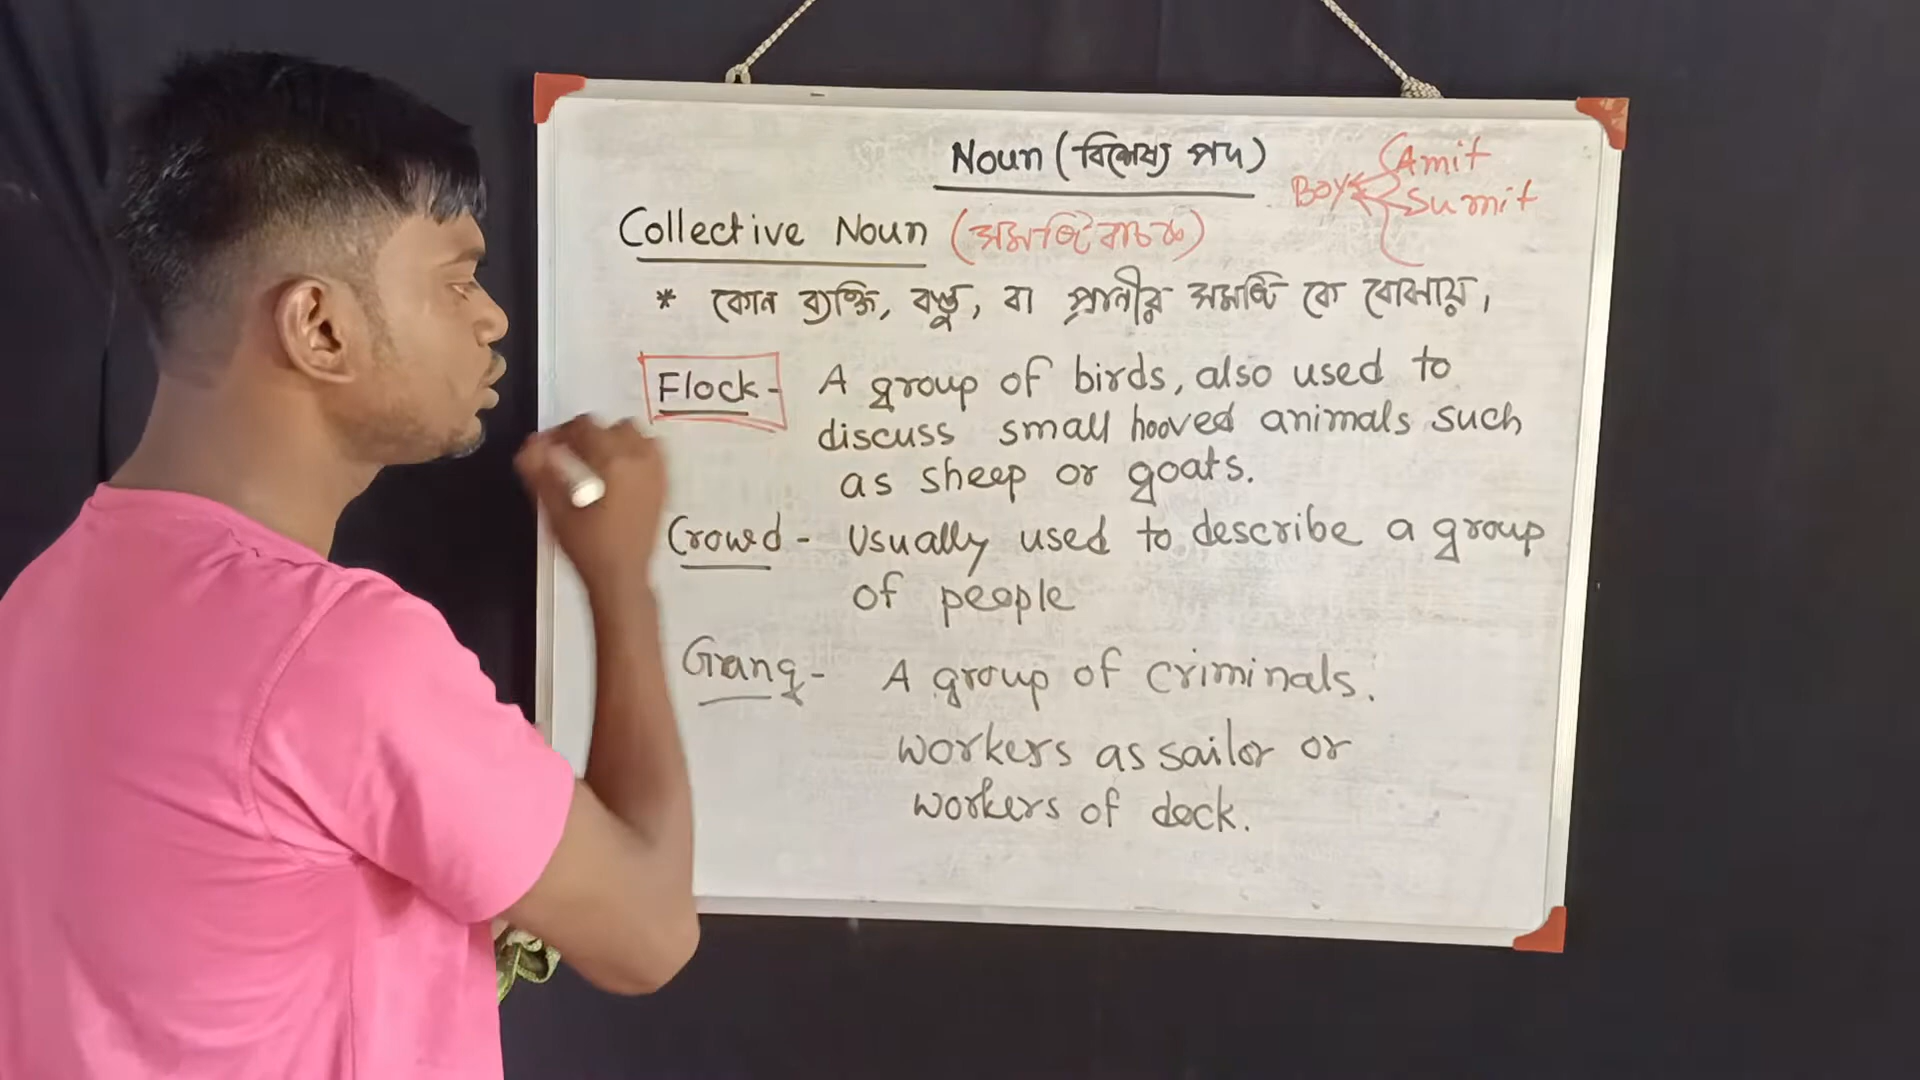 Noun (বিশেষ্য পদ)
Boy
Amit
Sumit
Collective Noun (সমষ্টি বাচক)
* কোন ব্যক্তি, বস্তু, বা প্রানীর সমষ্টি কে বোঝায়,
Flock - A group of birds, also used to
discuss small hooved animals such
as sheep or goats.
Crowd - Usually used to describe a group
of people
Gang - A group of criminals.
workers as sailor or
workers of dock.